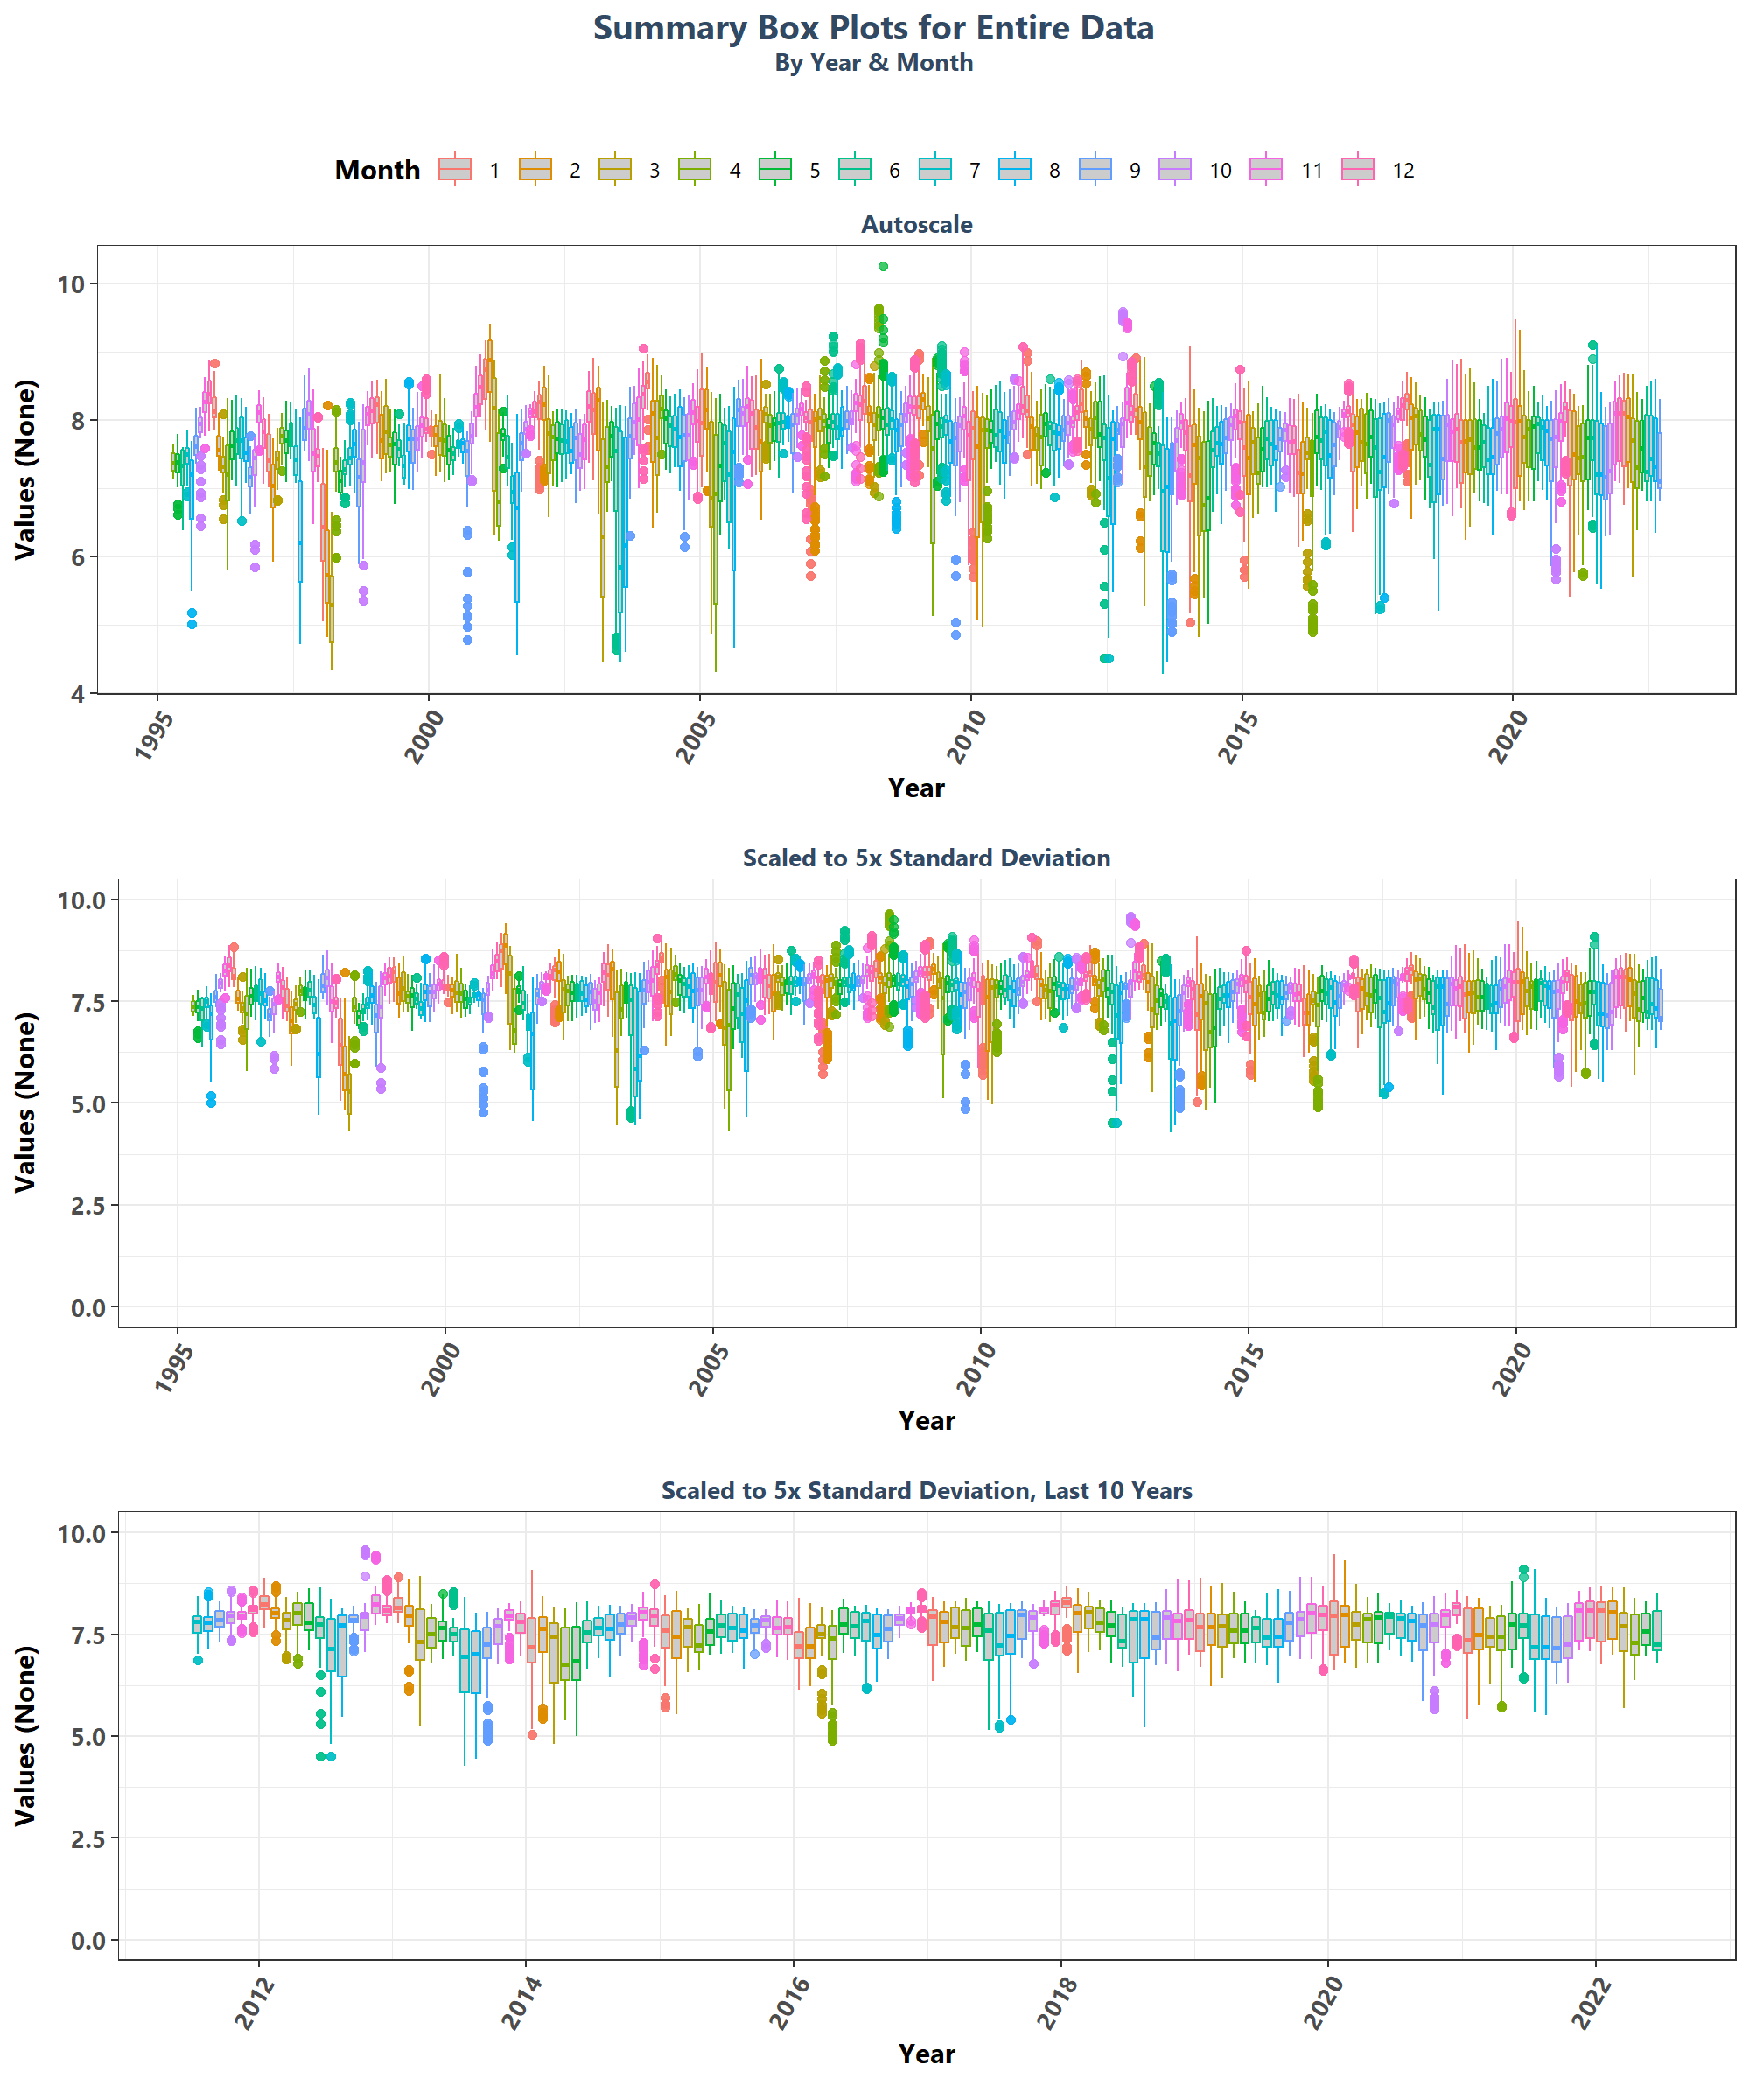 Summary Box Plots for Entire Data
By Year & Month
Month 1 2 3 4 5 6 7 8 9 10 11 12
Autoscale
Values (None)
10
8
6
4
1995 2000 2005 2010 2015 2020
Year
Scaled to 5x Standard Deviation
Values (None)
10.0
7.5
5.0
2.5
0.0
1995 2000 2005 2010 2015 2020
Year
Scaled to 5x Standard Deviation, Last 10 Years
Values (None)
10.0
7.5
5.0
2.5
0.0
2012 2014 2016 2018 2020 2022
Year